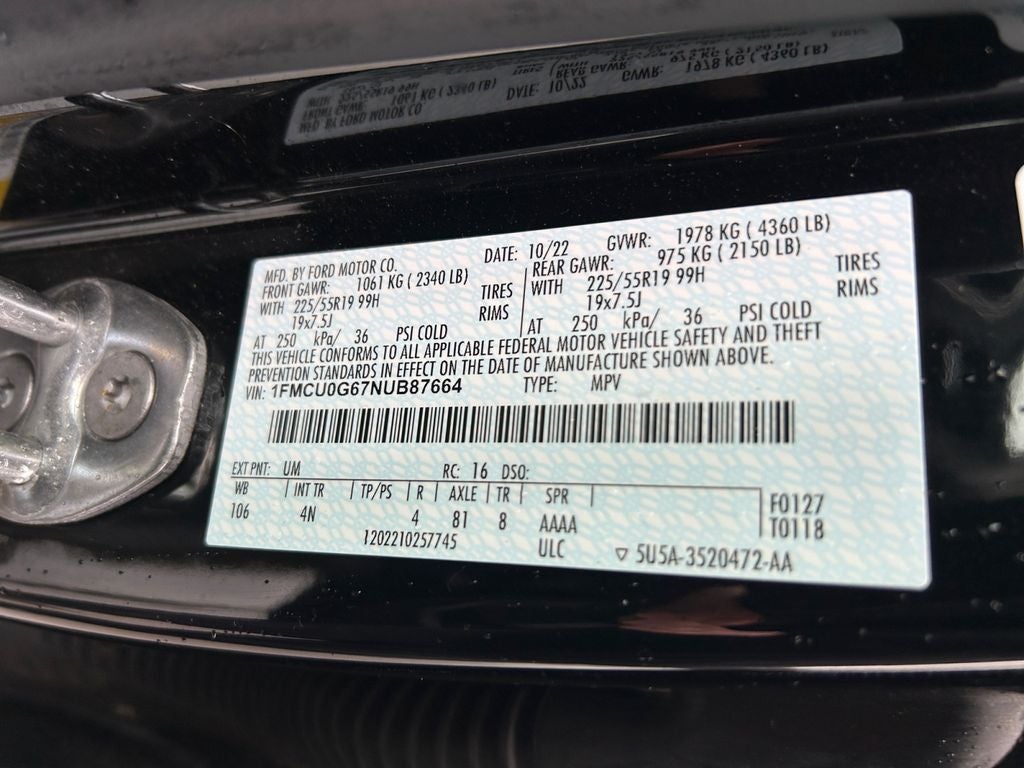 MFD. BY FORD MOTOR CO. DATE: 10/22 GVWR: 1978 KG ( 4360 LB)
FRONT GAWR: 1061 KG ( 2340 LB) REAR GAWR: 975 KG ( 2150 LB)
WITH 225/55R19 99H TIRES WITH 225/55R19 99H TIRES
19x7.5J RIMS 19x7.5J RIMS
AT 250 kPa/ 36 PSI COLD AT 250 kPa/ 36 PSI COLD
THIS VEHICLE CONFORMS TO ALL APPLICABLE FEDERAL MOTOR VEHICLE SAFETY AND THEFT
PREVENTION STANDARDS IN EFFECT ON THE DATE OF MANUFACTURE SHOWN ABOVE.
VIN: 1FMCU0G67NUB87664 TYPE: MPV
EXT PNT: UM RC: 16 DSO:
WB INT TR TP/PS R AXLE TR SPR F0127
106 4N 4 81 8 AAAA T0118
1202210257745 ULC ▽ 5U5A-3520472-AA